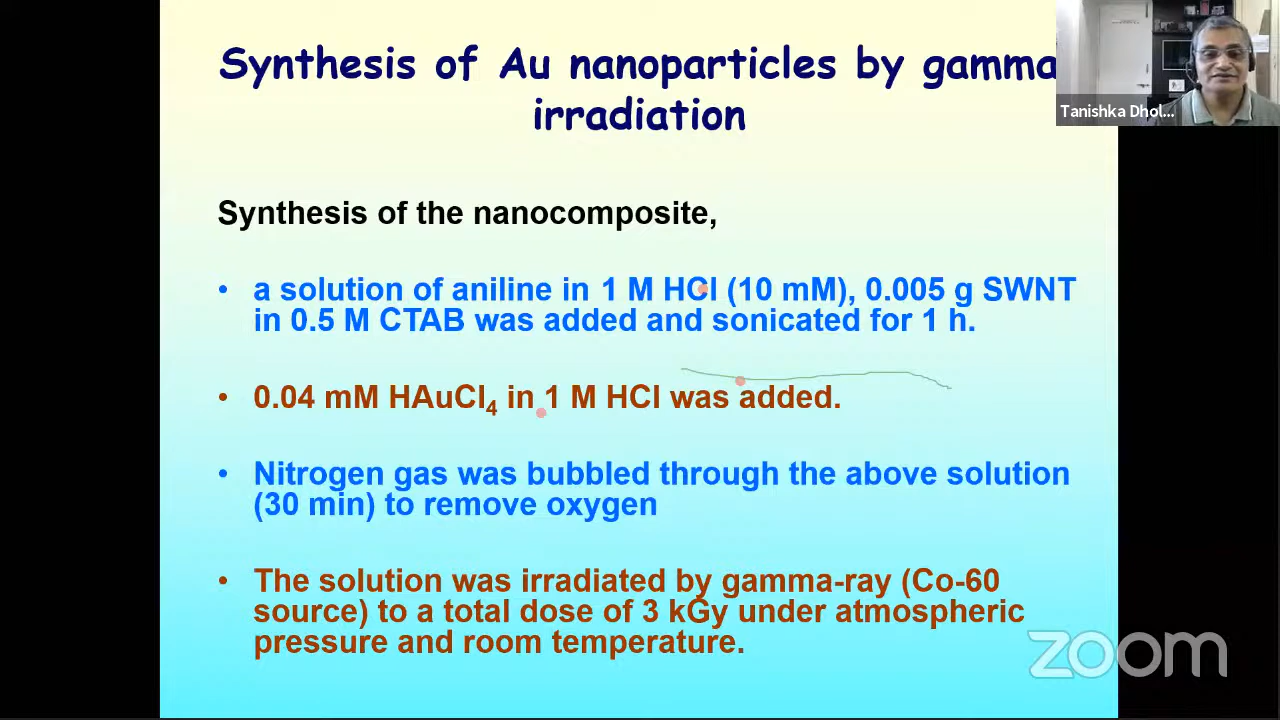 Synthesis of Au nanoparticles by gamma
irradiation
Tanishka Dhol...
Synthesis of the nanocomposite,
• a solution of aniline in 1 M HCl (10 mM), 0.005 g SWNT
in 0.5 M CTAB was added and sonicated for 1 h.
• 0.04 mM HAuCl₄ in 1 M HCl was added.
• Nitrogen gas was bubbled through the above solution
(30 min) to remove oxygen
• The solution was irradiated by gamma-ray (Co-60
source) to a total dose of 3 kGy under atmospheric
pressure and room temperature.
zoom